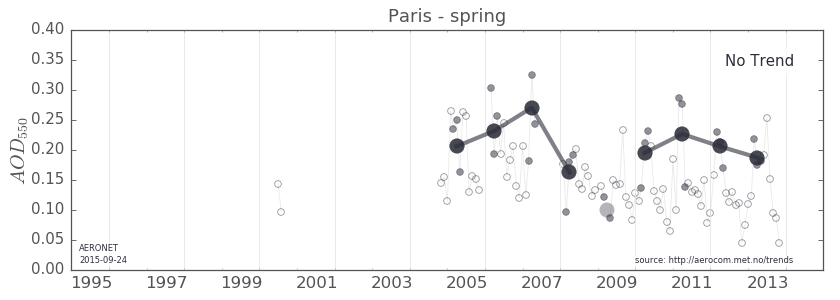 Paris - spring
No Trend
AOD550
0.40
0.35
0.30
0.25
0.20
0.15
0.10
0.05
0.00
AERONET
2015-09-24
source: http://aerocom.met.no/trends
1995 1997 1999 2001 2003 2005 2007 2009 2011 2013